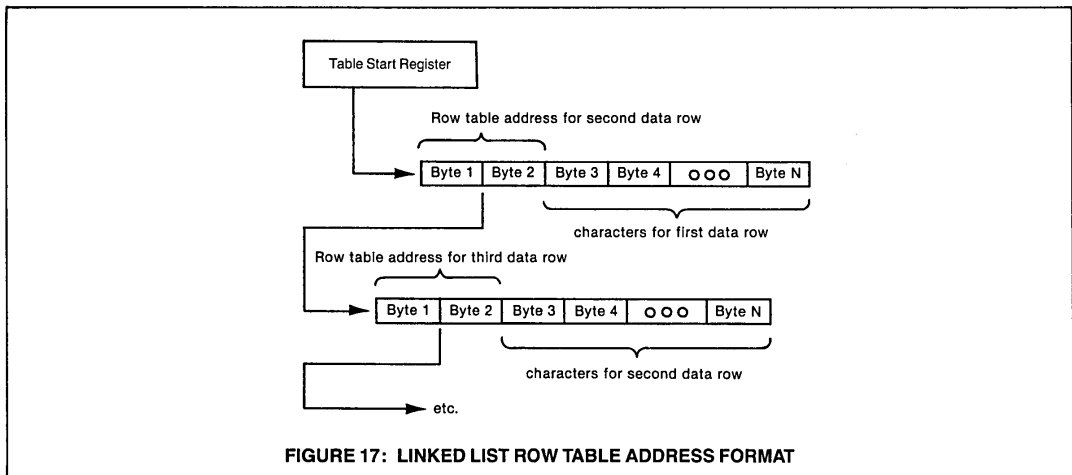 Table Start Register
Row table address for second data row
Byte 1 Byte 2 Byte 3 Byte 4 ooo Byte N
characters for first data row
Row table address for third data row
Byte 1 Byte 2 Byte 3 Byte 4 ooo Byte N
characters for second data row
etc.
FIGURE 17: LINKED LIST ROW TABLE ADDRESS FORMAT